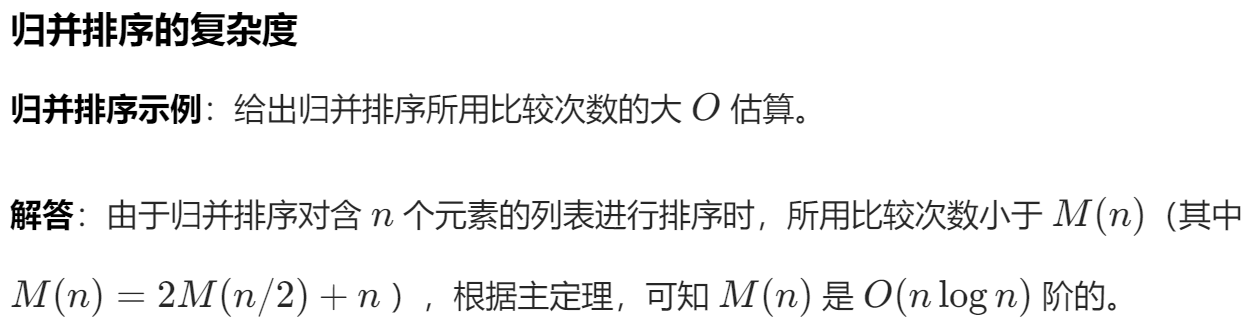 归并排序的复杂度
归并排序示例：给出归并排序所用比较次数的大 O 估算。
解答：由于归并排序对含 n 个元素的列表进行排序时，所用比较次数小于 M(n)（其中
M(n) = 2M(n/2) + n ），根据主定理，可知 M(n) 是 O(n log n) 阶的。